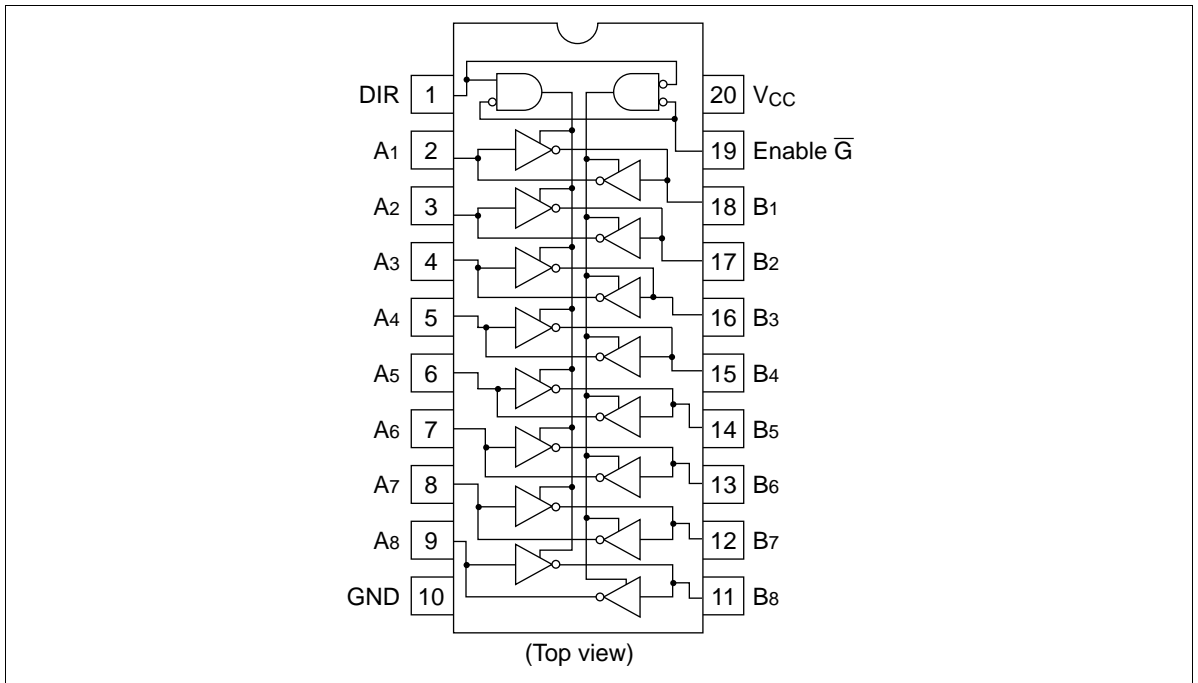 DIR 1 20 VCC
A1 2 19 Enable G̅
A2 3 18 B1
A3 4 17 B2
A4 5 16 B3
A5 6 15 B4
A6 7 14 B5
A7 8 13 B6
A8 9 12 B7
GND 10 11 B8
(Top view)